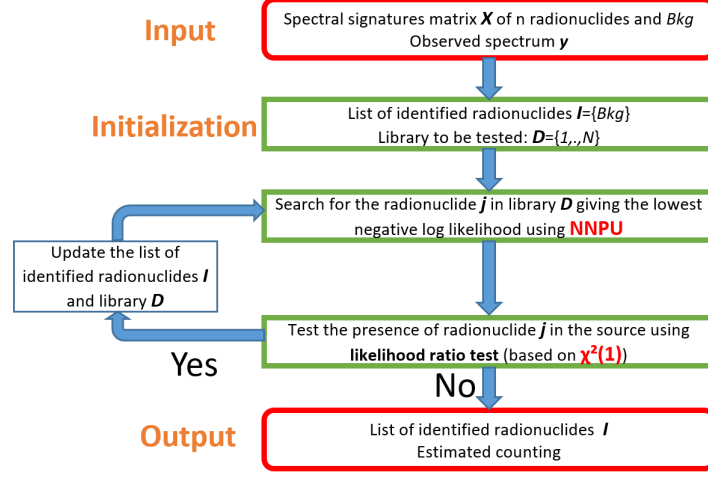 Input
Spectral signatures matrix X of n radionuclides and Bkg
Observed spectrum y
Initialization
List of identified radionuclides I={Bkg}
Library to be tested: D={1,.,N}
Search for the radionuclide j in library D giving the lowest
negative log likelihood using NNPU
Update the list of
identified radionuclides I
and library D
Test the presence of radionuclide j in the source using
likelihood ratio test (based on χ²(1))
Yes
No
Output
List of identified radionuclides I
Estimated counting